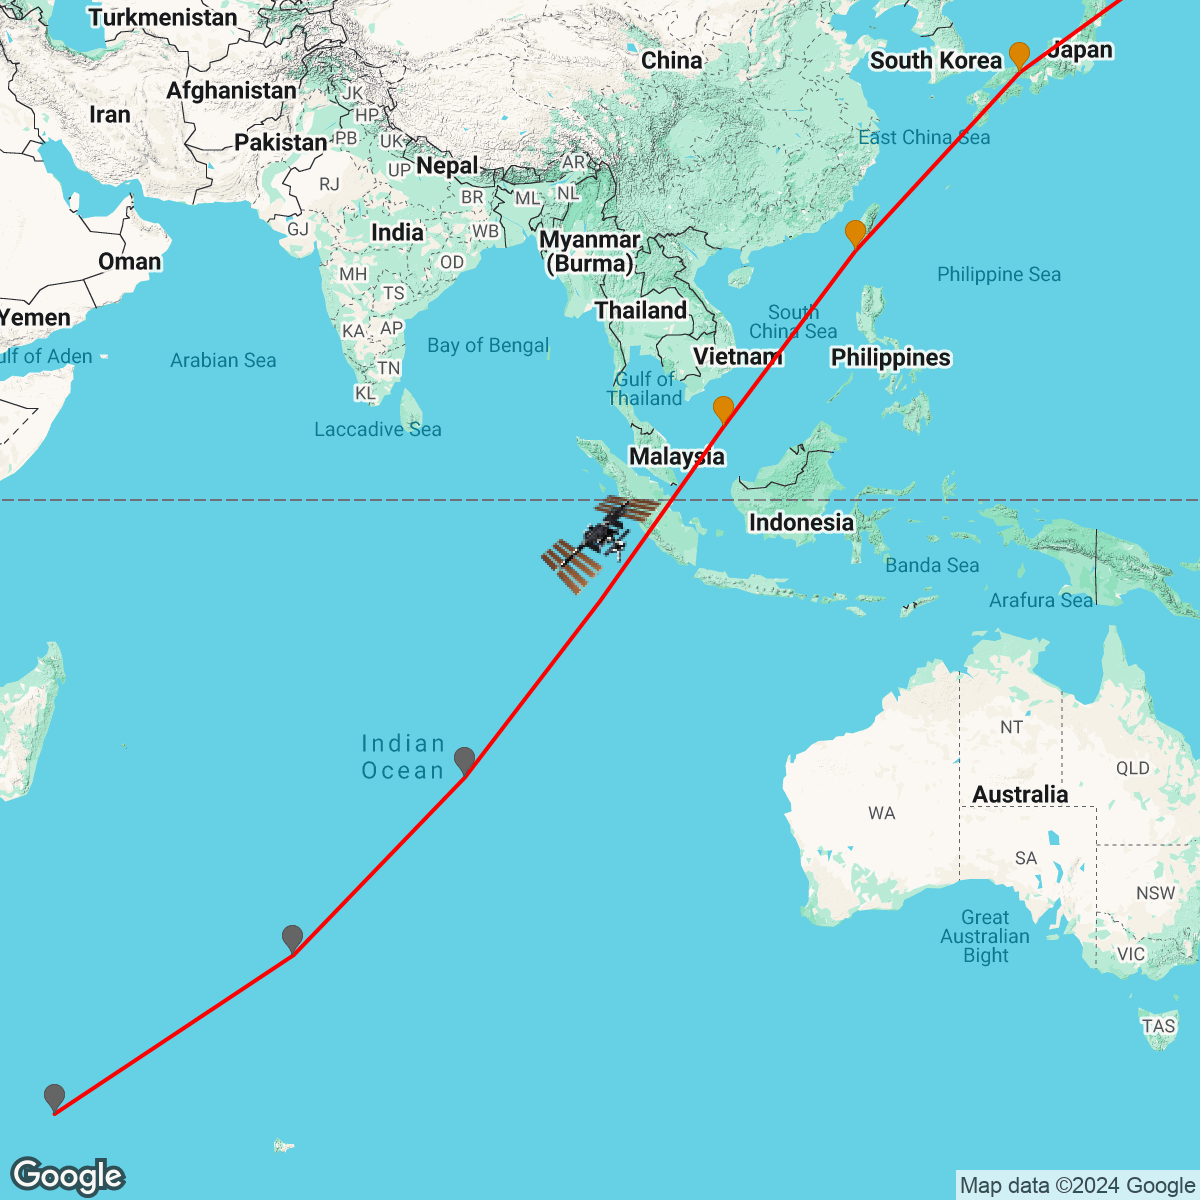 Turkmenistan
China
South Korea
Japan
Afghanistan
JK
Iran
HP
East China Sea
Pakistan
PB
UK
Nepal
UP
AR
RJ
BR
ML
NL
GJ
India
WB
Myanmar
(Burma)
Oman
OD
MH
Philippine Sea
TS
Thailand
South
China Sea
Yemen
KA
AP
Bay of Bengal
Vietnam
Philippines
ulf of Aden
Arabian Sea
TN
KL
Gulf of
Thailand
Laccadive Sea
Malaysia
Indonesia
Banda Sea
Arafura Sea
Indian
Ocean
NT
QLD
Australia
WA
SA
NSW
Great
Australian
Bight
VIC
TAS
Google
Map data ©2024 Google